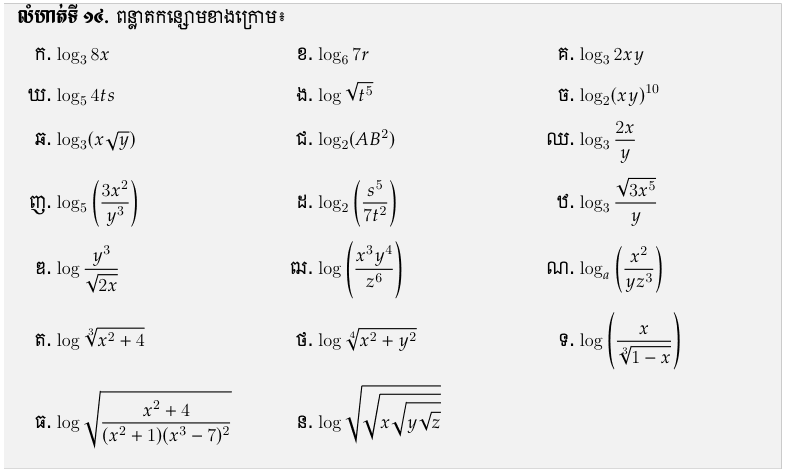 លំហាត់ទី ១៤. ពន្លាតកន្សោមខាងក្រោម៖
ក. log₃ 8x ខ. log₆ 7r គ. log₃ 2xy
ឃ. log₅ 4ts ង. log √(t⁵) ច. log₂(xy)¹⁰
ឆ. log₃(x√y) ជ. log₂(AB²) ឈ. log₃ 2x/y
ញ. log₅ (3x²/y³) ដ. log₂ (s⁵/7t²) ឋ. log₃ √(3x⁵)/y
ឌ. log y³/√(2x) ឍ. log (x³y⁴/z⁶) ណ. logₐ (x²/yz³)
ត. log ∛(x² + 4) ថ. log ∜(x² + y²) ទ. log (x/∛(1 − x))
ធ. log √((x² + 4)/((x² + 1)(x³ − 7)²)) ន. log √(√(x√(y√z)))